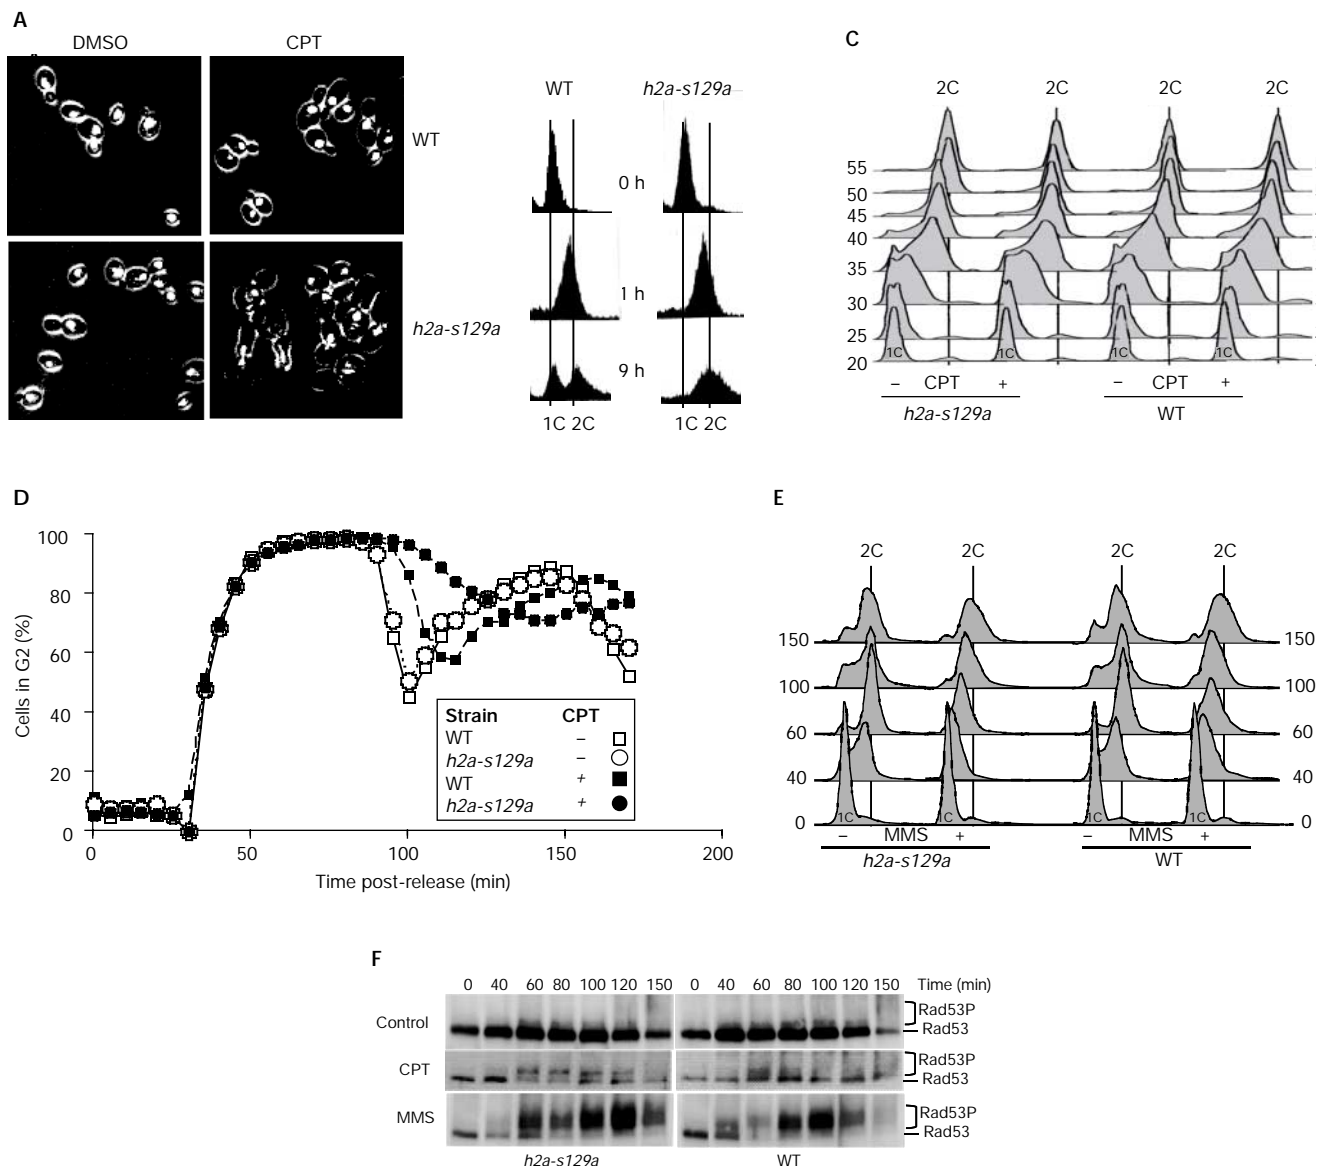 A
DMSO CPT
WT
h2a-s129a
WT h2a-s129a
0 h
1 h
9 h
1C 2C 1C 2C
C
2C 2C 2C 2C
55
50
45
40
35
30
25
20
1C 1C 1C 1C
– CPT + – CPT +
h2a-s129a WT
D
Cells in G2 (%)
100
80
60
40
20
0
0 50 100 150 200
Time post-release (min)
Strain CPT
WT –
h2a-s129a –
WT +
h2a-s129a +
E
2C 2C 2C 2C
150 150
100 100
60 60
40 40
0 0
1C 1C 1C 1C
– MMS + – MMS +
h2a-s129a WT
F
0 40 60 80 100 120 150 0 40 60 80 100 120 150 Time (min)
Control Rad53P
Rad53
CPT Rad53P
Rad53
MMS Rad53P
Rad53
h2a-s129a WT